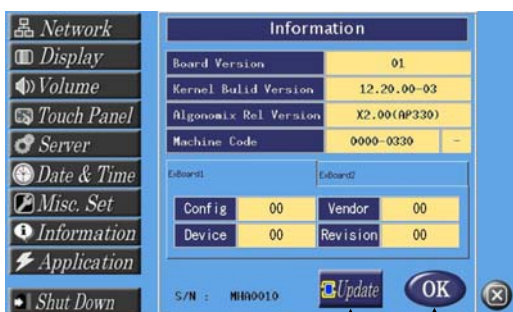 Network
Display
Volume
Touch Panel
Server
Date & Time
Misc. Set
Information
Application
Shut Down
Information
Board Version 01
Kernel Bulid Version 12.20.00-03
Algonomix Rel Version X2.00(AP330)
Machine Code 0000-0330 -
ExBoard1 ExBoard2
Config 00 Vendor 00
Device 00 Revision 00
S/N : MHA0010 Update OK